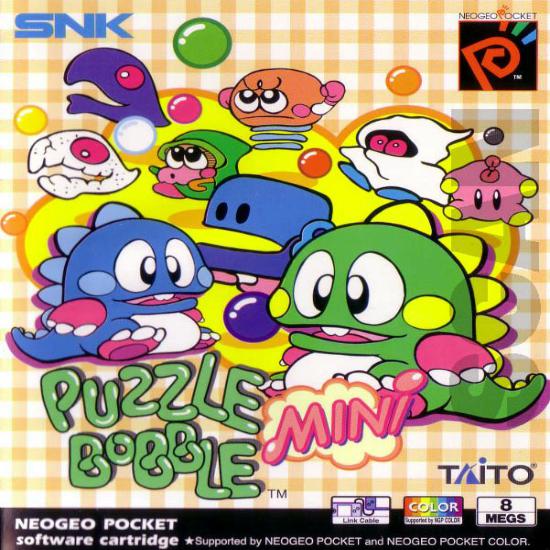 SNK
NEOGEO POCKET
TM
PUZZLE
BOBBLE
MINI
TM
TAITO
Link Cable
COLOR
Supported by NGP COLOR
8
MEGS
NEOGEO POCKET
software cartridge ★Supported by NEOGEO POCKET and NEOGEO POCKET COLOR.